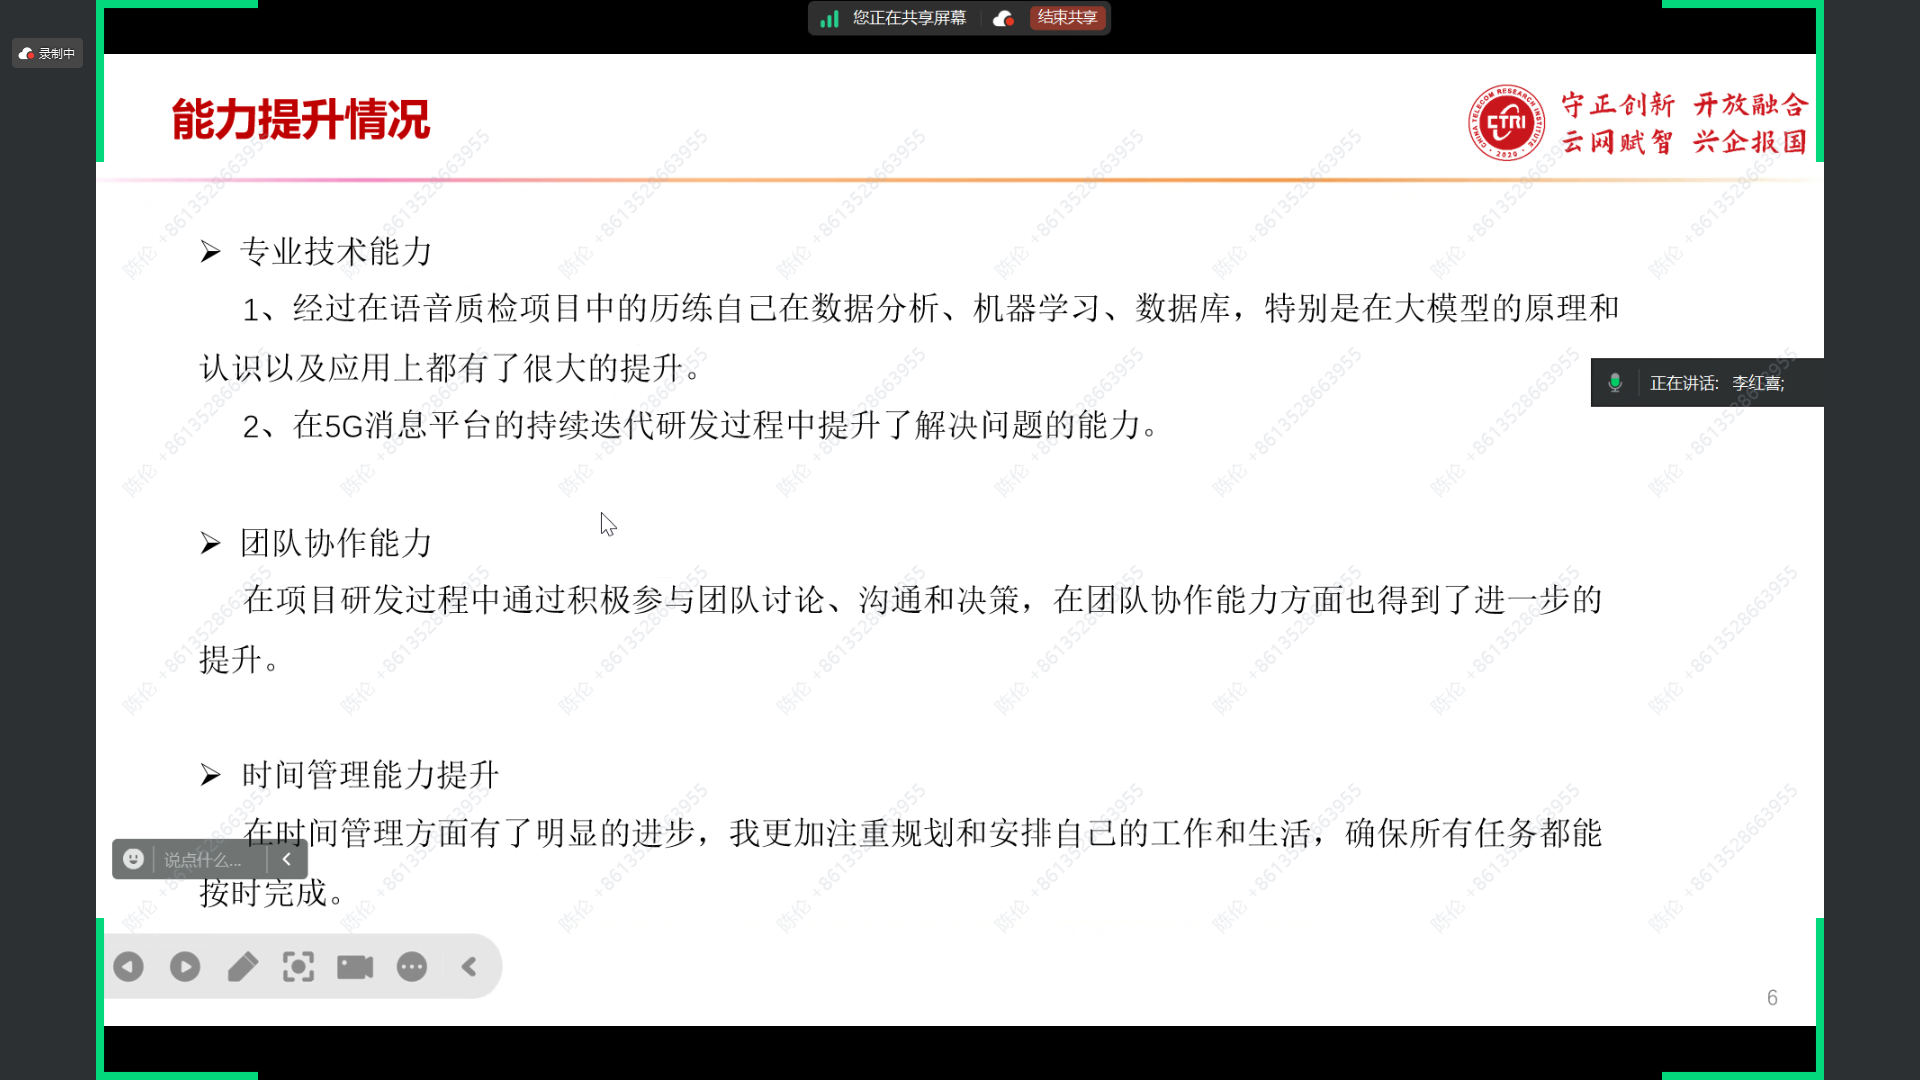 您正在共享屏幕 结束共享
录制中
能力提升情况
CHINA TELECOM RESEARCH INSTITUTE
CTRI
2020
守正创新 开放融合
云网赋智 兴企报国
➢ 专业技术能力
1、经过在语音质检项目中的历练自己在数据分析、机器学习、数据库，特别是在大模型的原理和
认识以及应用上都有了很大的提升。
正在讲话: 李红喜;
2、在5G消息平台的持续迭代研发过程中提升了解决问题的能力。
➢ 团队协作能力
在项目研发过程中通过积极参与团队讨论、沟通和决策，在团队协作能力方面也得到了进一步的
提升。
➢ 时间管理能力提升
在时间管理方面有了明显的进步，我更加注重规划和安排自己的工作和生活，确保所有任务都能
说点什么...
按时完成。
6
陈伦 +8613528663955